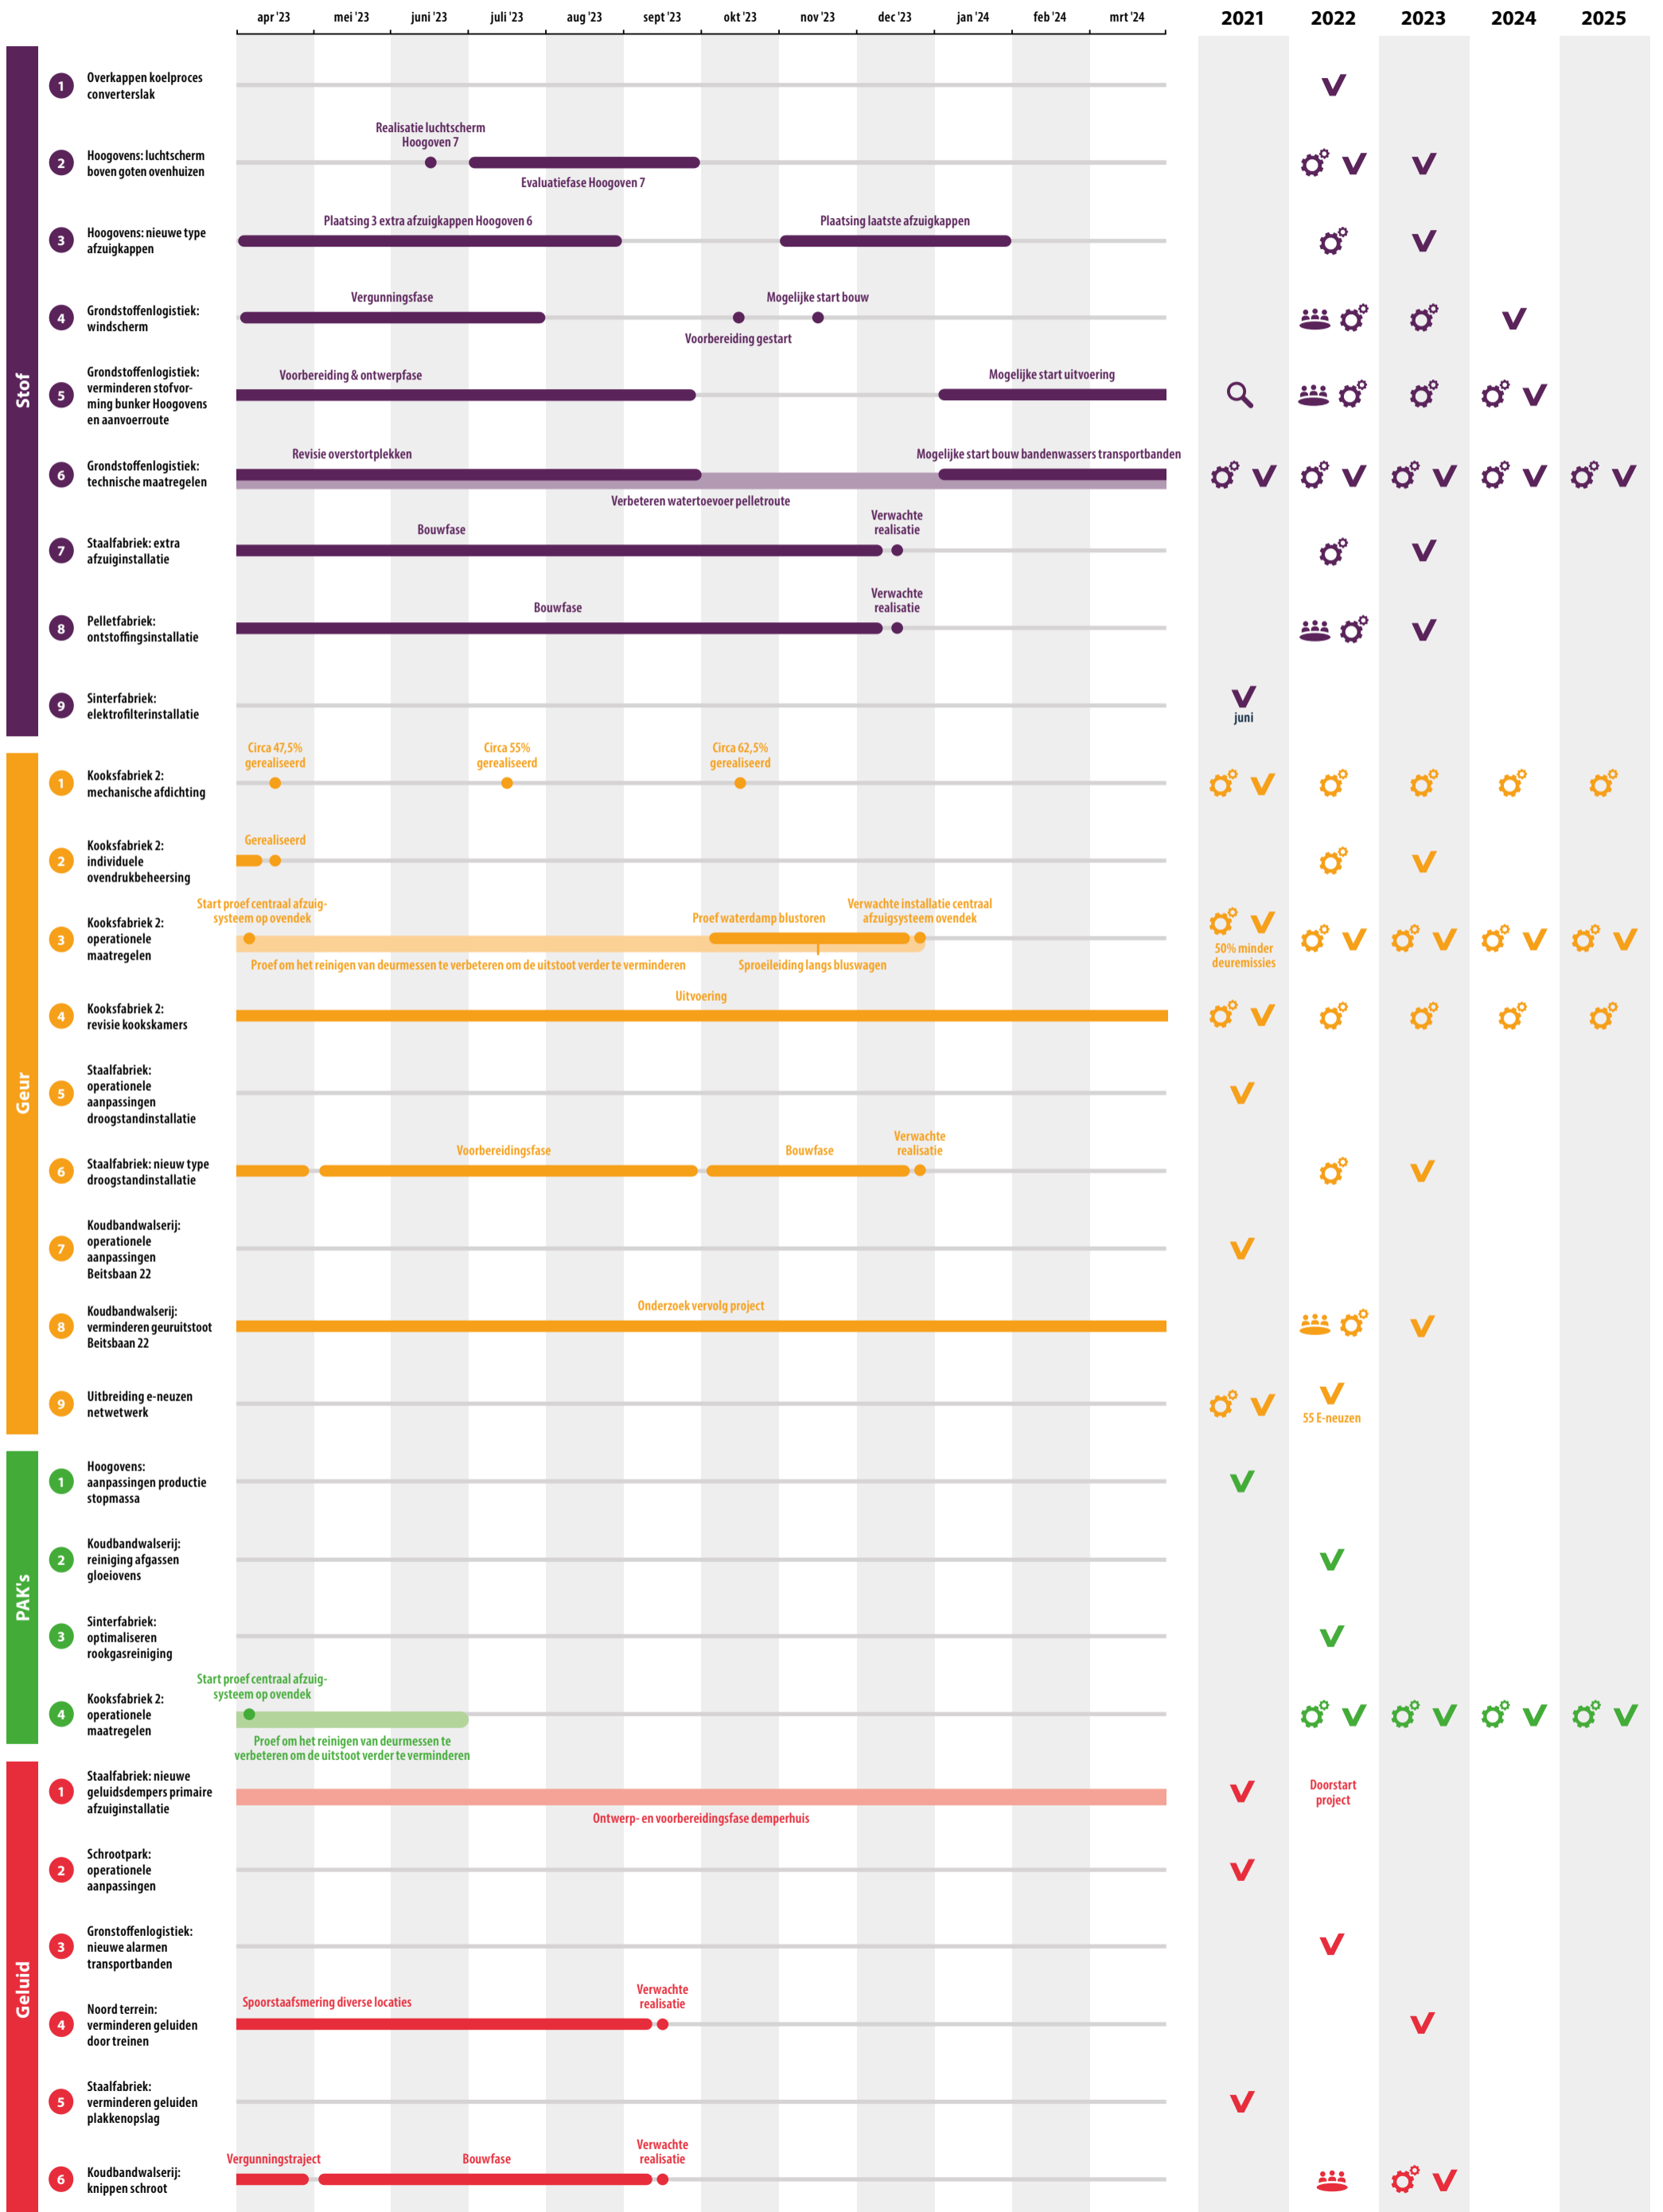 apr '23 mei '23 juni '23 juli '23 aug '23 sept '23 okt '23 nov '23 dec '23 jan '24 feb '24 mrt '24 2021 2022 2023 2024 2025
Stof
1 Overkappen koelproces
converterslak
2 Hoogovens: luchtscherm
boven goten ovenhuizen
Realisatie luchtscherm
Hoogoven 7
Evaluatiefase Hoogoven 7
3 Hoogovens: nieuwe type
afzuigkappen
Plaatsing 3 extra afzuigkappen Hoogoven 6
Plaatsing laatste afzuigkappen
4 Grondstoffenlogistiek:
windscherm
Vergunningsfase
Voorbereiding gestart
Mogelijke start bouw
5 Grondstoffenlogistiek:
verminderen stofvor-
ming bunker Hoogovens
en aanvoerroute
Voorbereiding & ontwerpfase
Mogelijke start uitvoering
6 Grondstoffenlogistiek:
technische maatregelen
Revisie overstortplekken
Mogelijke start bouw bandenwassers transportbanden
Verbeteren watertoevoer pelletroute
7 Staalfabriek: extra
afzuiginstallatie
Bouwfase
Verwachte
realisatie
8 Pelletfabriek:
ontstoffingsinstallatie
Bouwfase
Verwachte
realisatie
9 Sinterfabriek:
elektrofilterinstallatie
juni
Geur
1 Kooksfabriek 2:
mechanische afdichting
Circa 47,5%
gerealiseerd
Circa 55%
gerealiseerd
Circa 62,5%
gerealiseerd
2 Kooksfabriek 2:
individuele
ovendrukbeheersing
Gerealiseerd
3 Kooksfabriek 2:
operationele
maatregelen
Start proef centraal afzuig-
systeem op ovendek
Proef waterdamp blustoren
Verwachte installatie centraal
afzuigsysteem ovendek
Proef om het reinigen van deurmessen te verbeteren om de uitstoot verder te verminderen
Sproeileiding langs bluswagen
50% minder
deuremissies
4 Kooksfabriek 2:
revisie kookskamers
Uitvoering
5 Staalfabriek:
operationele
aanpassingen
droogstandinstallatie
6 Staalfabriek: nieuw type
droogstandinstallatie
Voorbereidingsfase
Bouwfase
Verwachte
realisatie
7 Koudbandwalserij:
operationele
aanpassingen
Beitsbaan 22
8 Koudbandwalserij:
verminderen geuruitstoot
Beitsbaan 22
Onderzoek vervolg project
9 Uitbreiding e-neuzen
netwetwerk
55 E-neuzen
PAK's
1 Hoogovens:
aanpassingen productie
stopmassa
2 Koudbandwalserij:
reiniging afgassen
gloeiovens
3 Sinterfabriek:
optimaliseren
rookgasreiniging
4 Kooksfabriek 2:
operationele
maatregelen
Start proef centraal afzuig-
systeem op ovendek
Proef om het reinigen van deurmessen te
verbeteren om de uitstoot verder te verminderen
Geluid
1 Staalfabriek: nieuwe
geluidsdempers primaire
afzuiginstallatie
Ontwerp- en voorbereidingsfase demperhuis
Doorstart
project
2 Schrootpark:
operationele
aanpassingen
3 Gronstoffenlogistiek:
nieuwe alarmen
transportbanden
4 Noord terrein:
verminderen geluiden
door treinen
Spoorstaafsmering diverse locaties
Verwachte
realisatie
5 Staalfabriek:
verminderen geluiden
plakkenopslag
6 Koudbandwalserij:
knippen schroot
Vergunningstraject
Bouwfase
Verwachte
realisatie